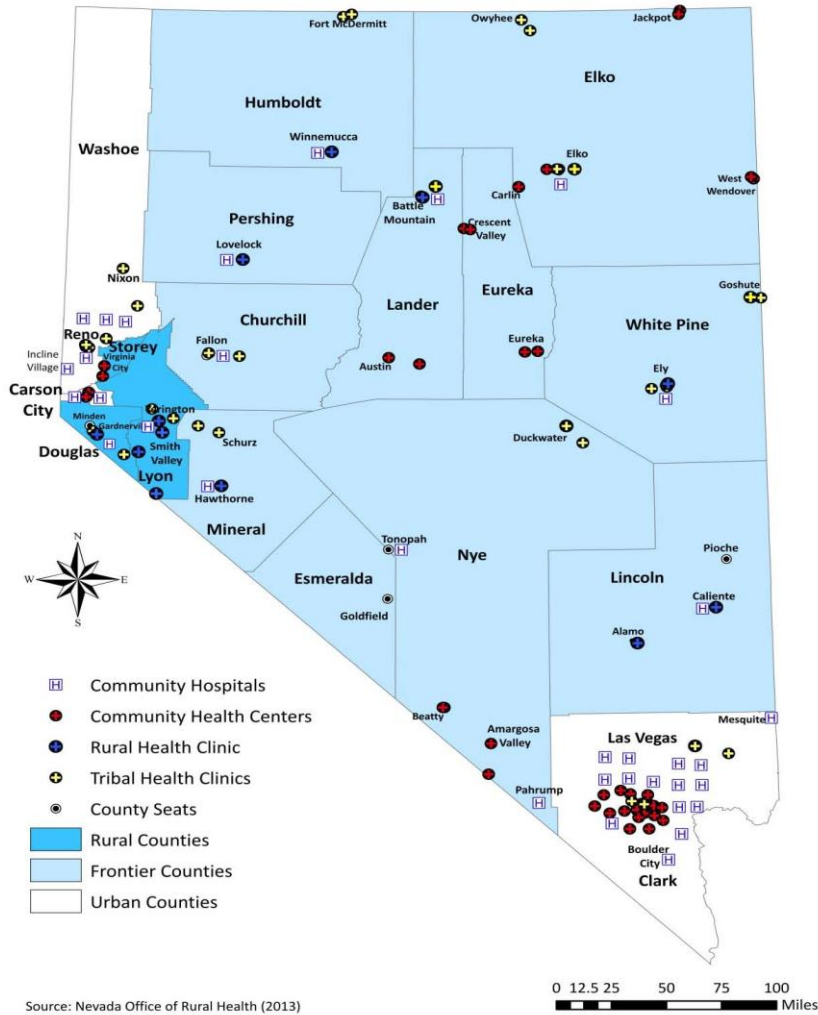 Fort McDermitt
Owyhee
Jackpot
Elko
Humboldt
Winnemucca
Washoe
Elko
West
Wendover
Carlin
Battle
Mountain
Crescent
Valley
Pershing
Lovelock
Nixon
Goshute
Lander
Eureka
White Pine
Churchill
Reno
Storey
Fallon
Eureka
Virginia
City
Incline
Village
Austin
Ely
Carson
City
Minden
Gardnerville
Schurz
Duckwater
Douglas
Smith
Valley
Lyon
Hawthorne
Mineral
Tonopah
Nye
Pioche
Esmeralda
Lincoln
Goldfield
Caliente
Alamo
N
W
E
S
H Community Hospitals
Community Health Centers
Rural Health Clinic
Tribal Health Clinics
County Seats
Rural Counties
Frontier Counties
Urban Counties
Beatty
Amargosa
Valley
Pahrump
Mesquite
Las Vegas
Boulder
City
Clark
0 12.5 25 50 75 100
Miles
Source: Nevada Office of Rural Health (2013)